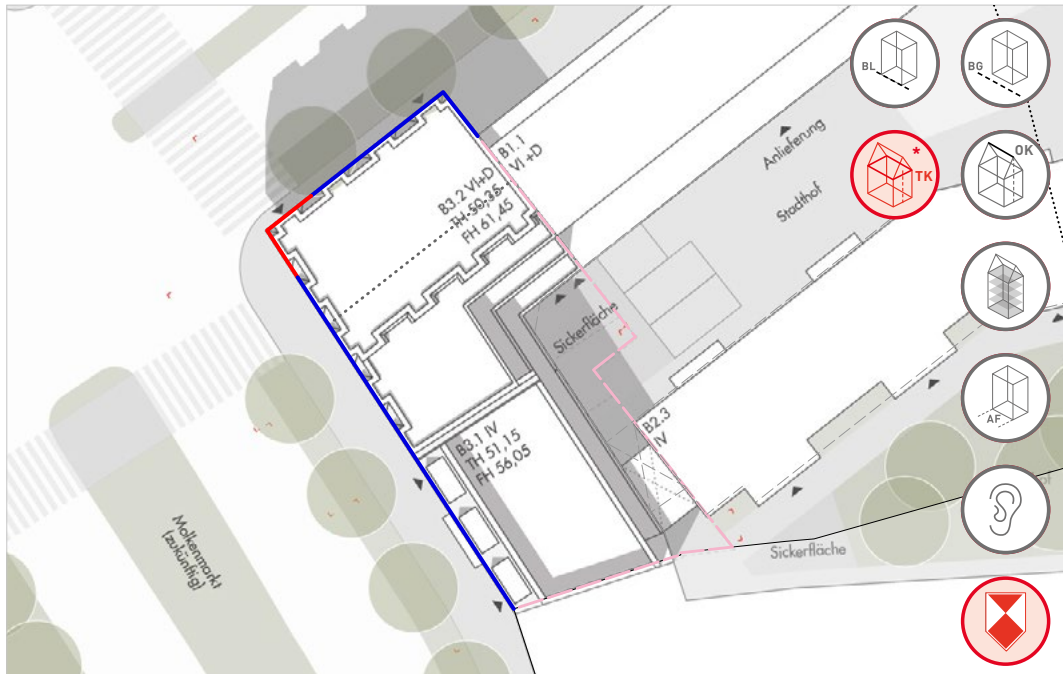 BL
BG
*
TK
OK
AF
Anlieferung
Stadthof
B1.1
VI +D
B3.2 VI+D
TH 50,35
FH 61,45
Sickerfläche
B2.3
IV
B3.1 IV
TH 51,15
FH 56,05
Molkenmarkt
(zukünftig)
Sickerfläche